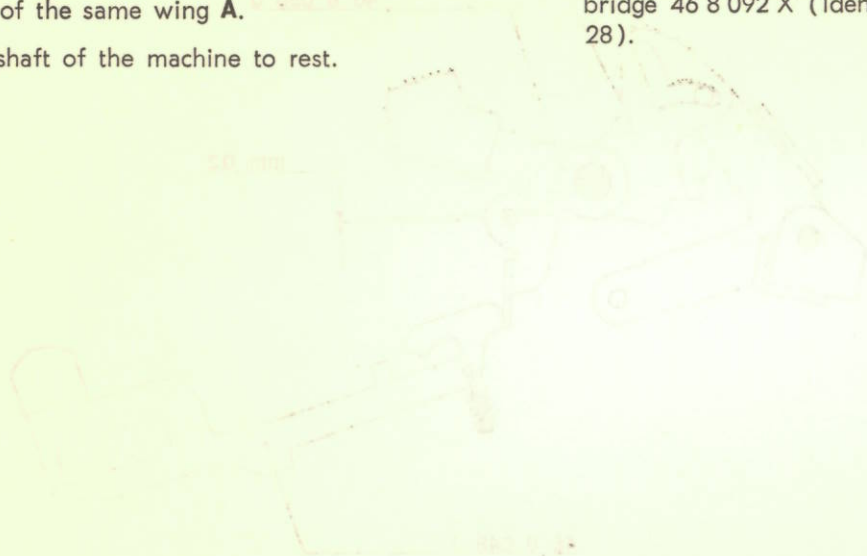 of the same wing A.
shaft of the machine to rest.
bridge 46 8 092 X (Iden
28).